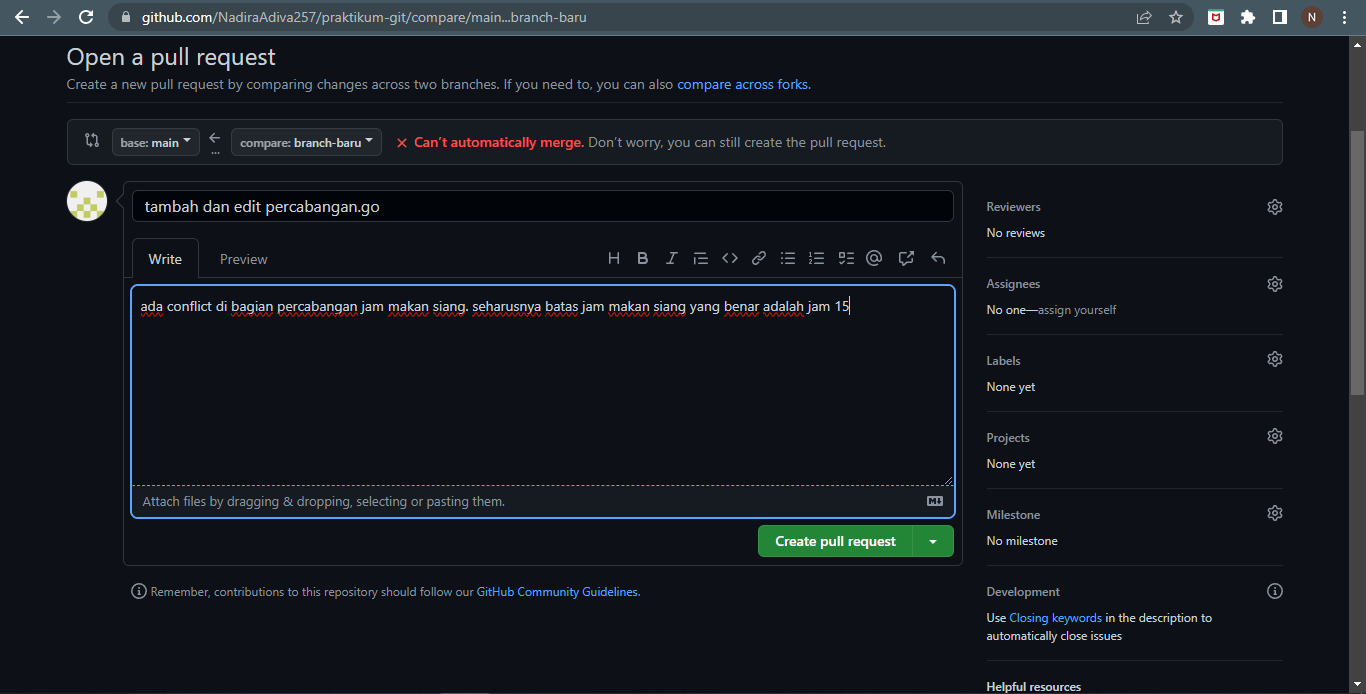 github.com/NadiraAdiva257/praktikum-git/compare/main...branch-baru
N
Open a pull request
Create a new pull request by comparing changes across two branches. If you need to, you can also compare across forks.
base: main
...
compare: branch-baru
Can't automatically merge. Don't worry, you can still create the pull request.
tambah dan edit percabangan.go
Write
Preview
ada conflict di bagian percabangan jam makan siang. seharusnya batas jam makan siang yang benar adalah jam 15
Attach files by dragging & dropping, selecting or pasting them.
Create pull request
Remember, contributions to this repository should follow our GitHub Community Guidelines.
Reviewers
No reviews
Assignees
No one—assign yourself
Labels
None yet
Projects
None yet
Milestone
No milestone
Development
Use Closing keywords in the description to
automatically close issues
Helpful resources